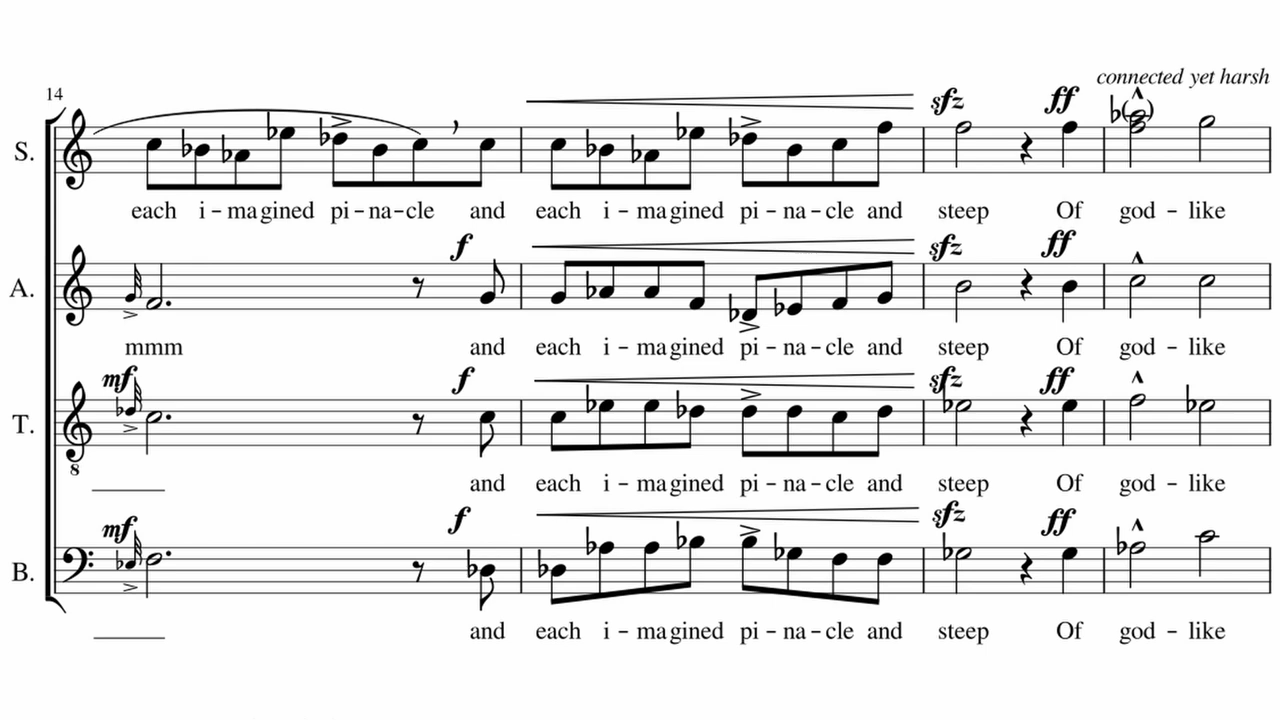 connected yet harsh
14
sfz ff
S.
each i – ma gined pi – na – cle and each i – ma gined pi – na – cle and steep Of god – like
f sfz ff
A.
mmm and each i – ma gined pi – na – cle and steep Of god – like
mf f sfz ff
T.
8
and each i – ma gined pi – na – cle and steep Of god – like
mf f sfz ff
B.
and each i – ma gined pi – na – cle and steep Of god – like